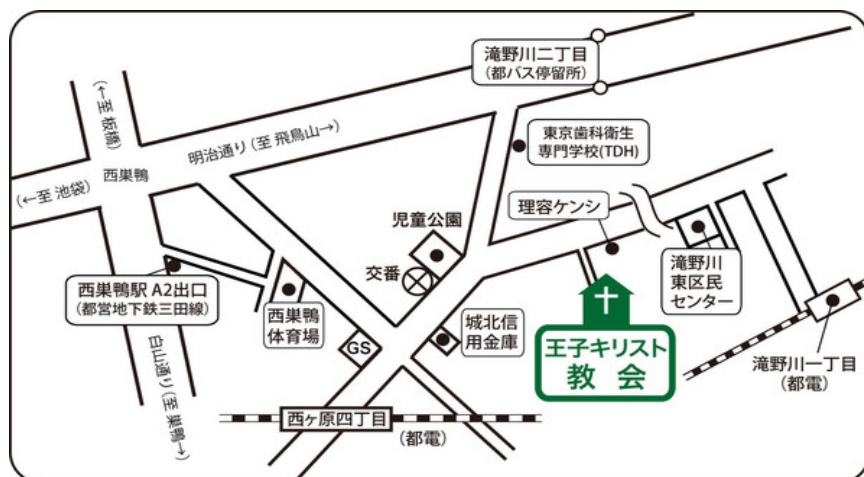 滝野川二丁目
(都バス停留所)
(←至 板橋)
明治通り(至 飛鳥山→)
東京歯科衛生
専門学校(TDH)
西巣鴨
(←至 池袋)
理容ケンシ
児童公園
交番
滝野川
東区民
センター
西巣鴨駅 A2出口
(都営地下鉄三田線)
西巣鴨
体育場
城北信
用金庫
GS
王子キリスト
教会
滝野川一丁目
(都電)
白山通り(至 巣鴨→)
西ヶ原四丁目
(都電)